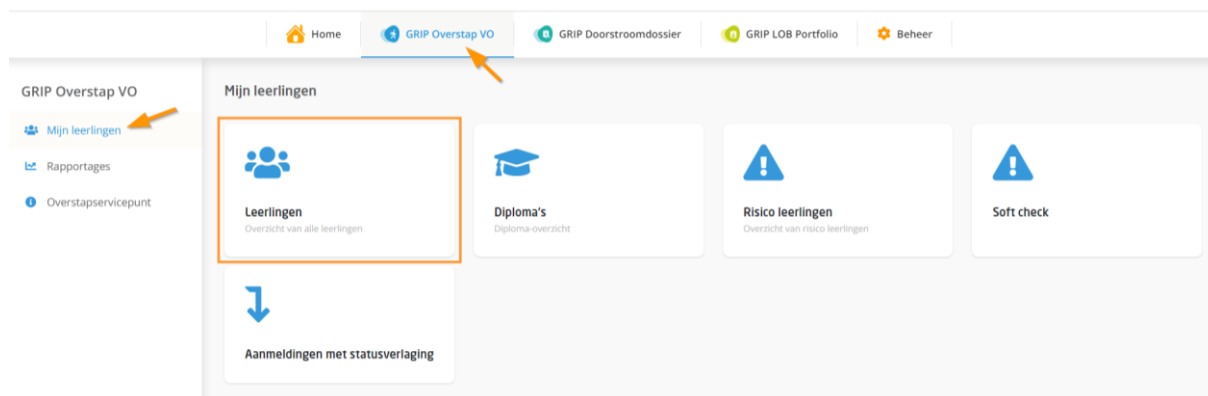 Home
GRIP Overstap VO
GRIP Doorstroomdossier
GRIP LOB Portfolio
Beheer
GRIP Overstap VO
Mijn leerlingen
Rapportages
Overstapservicepunt
Mijn leerlingen
Leerlingen
Overzicht van alle leerlingen
Diploma's
Diploma-overzicht
Risico leerlingen
Overzicht van risico leerlingen
Soft check
Aanmeldingen met statusverlaging